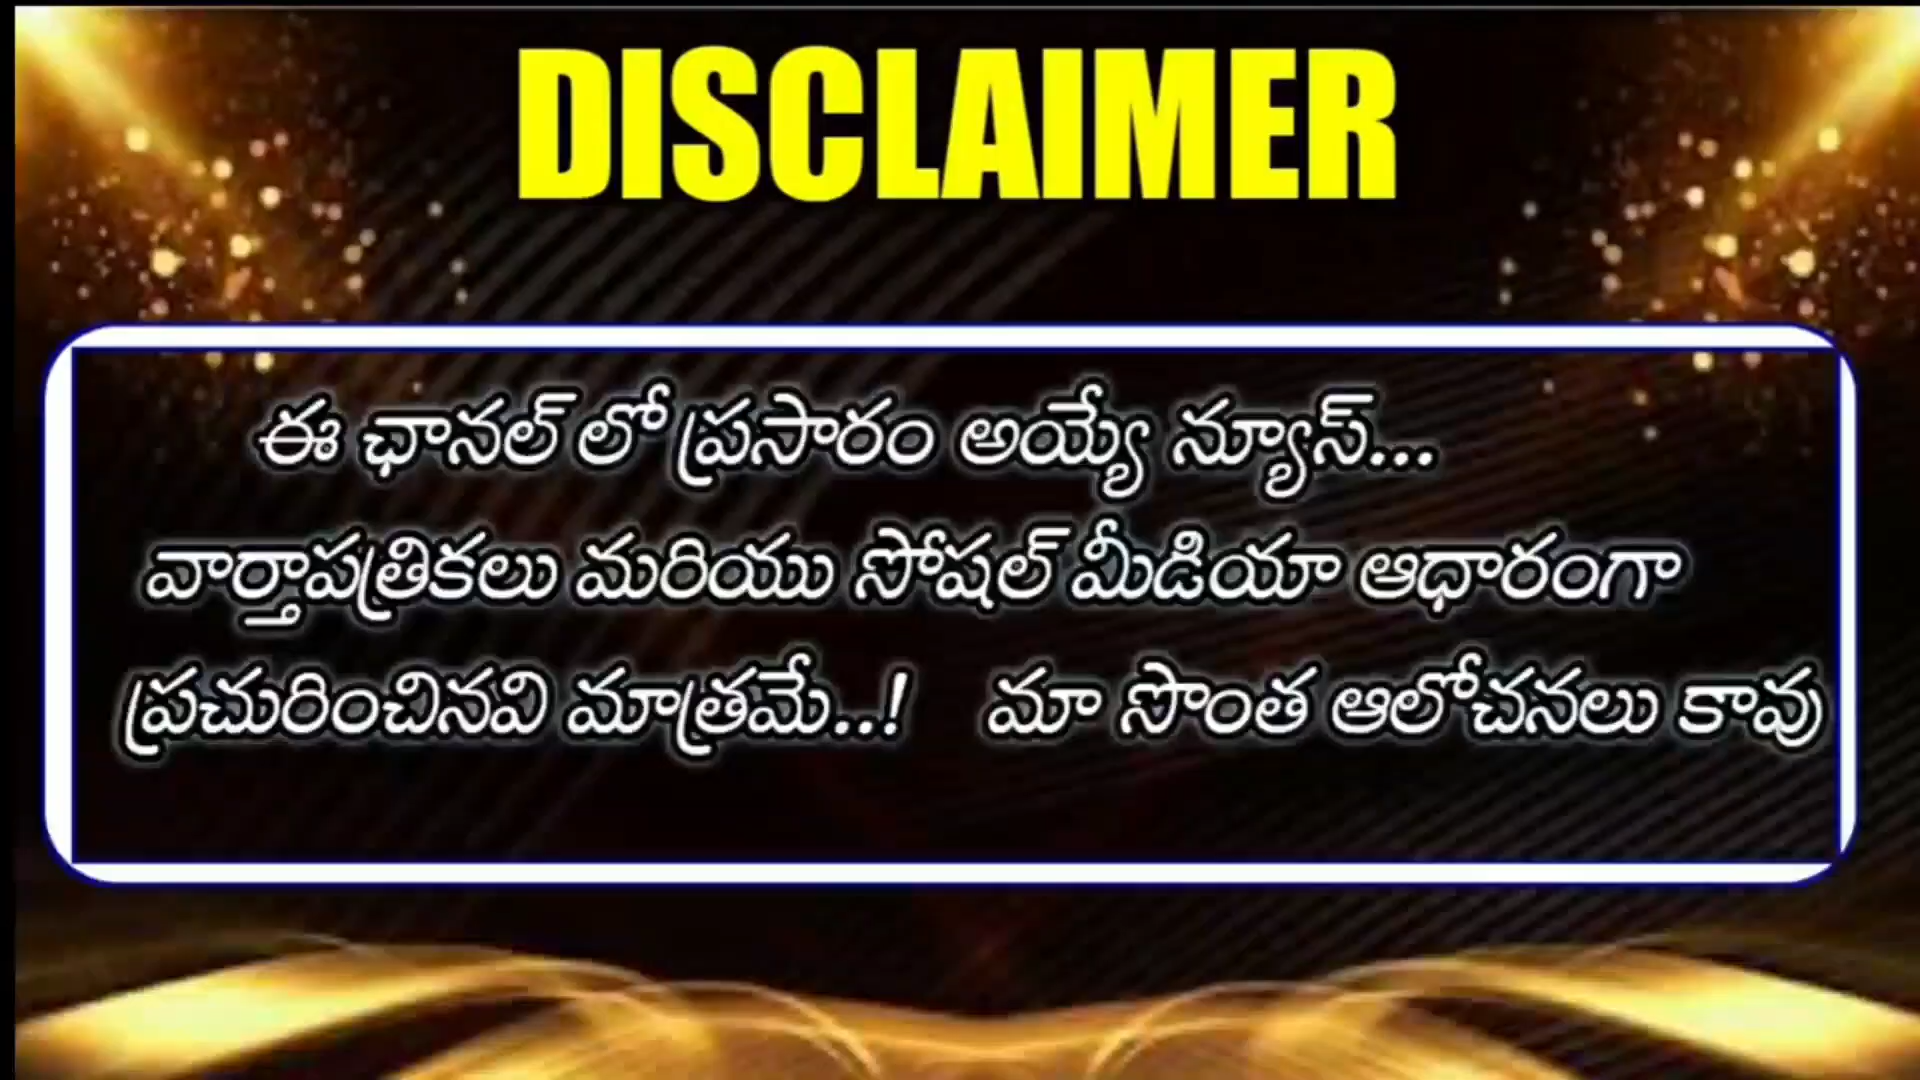 DISCLAIMER
ఈ ఛానల్ లో ప్రసారం అయ్యే న్యూస్...
వార్తాపత్రికలు మరియు సోషల్ మీడియా ఆధారంగా
ప్రచురించినవి మాత్రమే..! మా సొంత ఆలోచనలు కావు